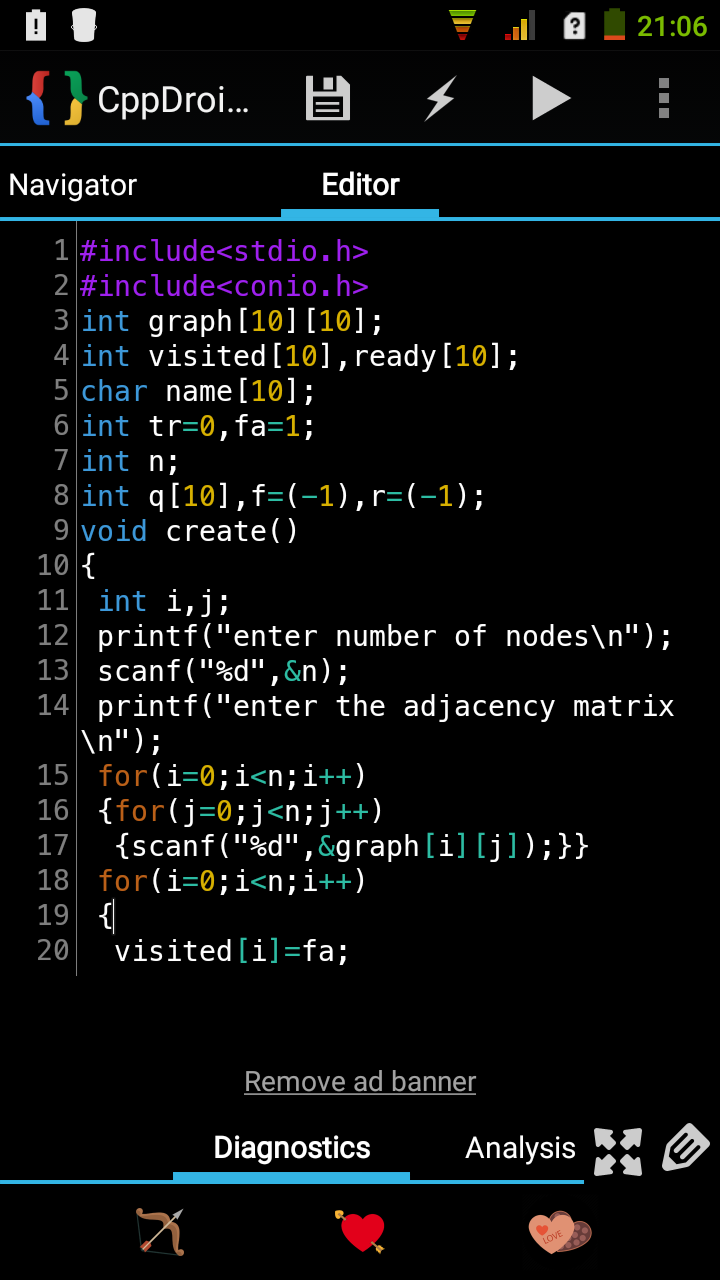 21:06
CppDroi...
Navigator Editor
1 #include<stdio.h>
2 #include<conio.h>
3 int graph[10][10];
4 int visited[10],ready[10];
5 char name[10];
6 int tr=0,fa=1;
7 int n;
8 int q[10],f=(-1),r=(-1);
9 void create()
10 {
11  int i,j;
12  printf("enter number of nodes\n");
13  scanf("%d",&n);
14  printf("enter the adjacency matrix
\n");
15  for(i=0;i<n;i++)
16  {for(j=0;j<n;j++)
17   {scanf("%d",&graph[i][j]);}}
18  for(i=0;i<n;i++)
19  {
20   visited[i]=fa;
Remove ad banner
Diagnostics Analysis
LOVE